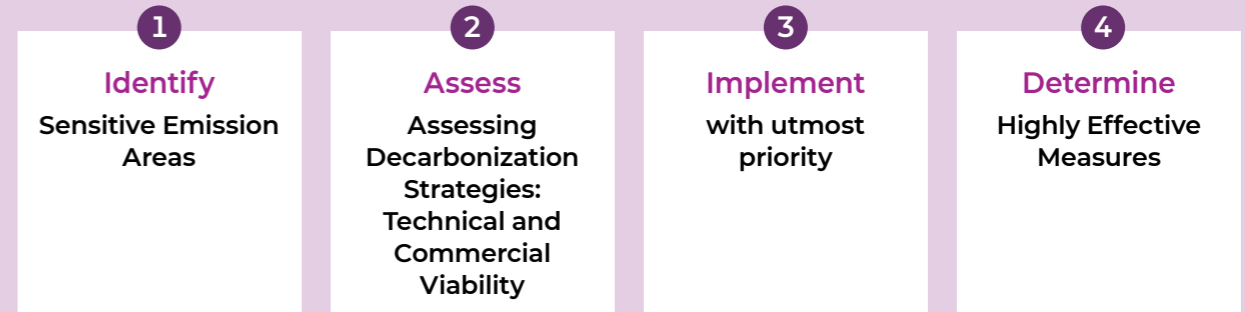 1
Identify
Sensitive Emission
Areas
2
Assess
Assessing
Decarbonization
Strategies:
Technical and
Commercial
Viability
3
Implement
with utmost
priority
4
Determine
Highly Effective
Measures